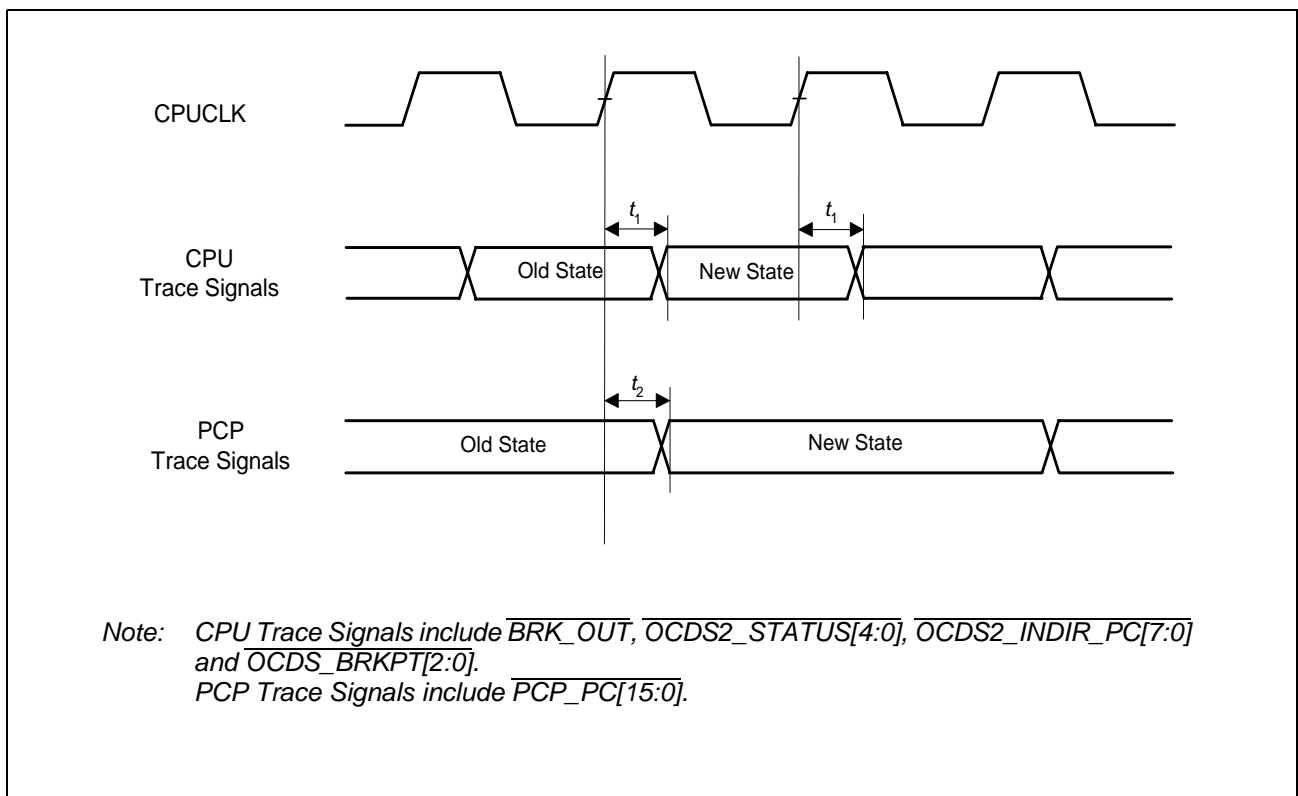 CPUCLK
t1
t1
CPU
Trace Signals
Old State
New State
t2
PCP
Trace Signals
Old State
New State
Note: CPU Trace Signals include BRK_OUT, OCDS2_STATUS[4:0], OCDS2_INDIR_PC[7:0]
and OCDS_BRKPT[2:0].
PCP Trace Signals include PCP_PC[15:0].